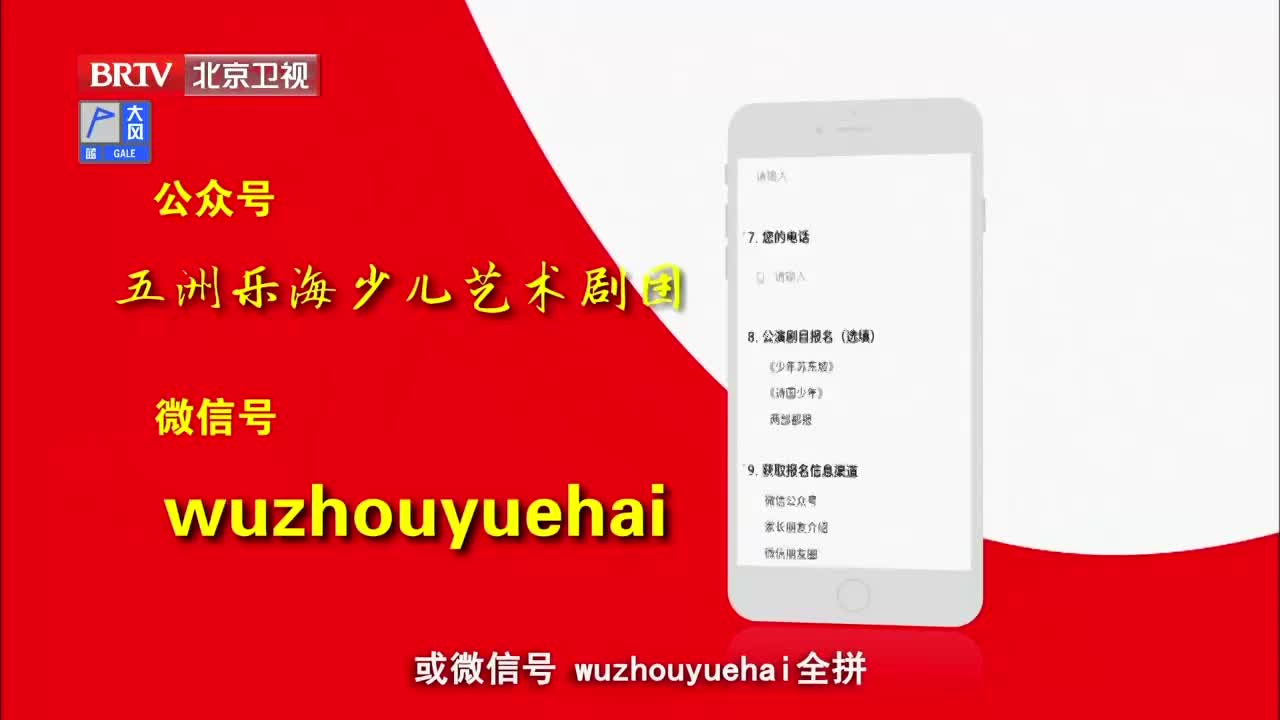 BRTV 北京卫视
大风
GALE
公众号
五洲乐海少儿艺术剧团
微信号
wuzhouyuehai
请输入
7. 您的电话
请输入
8. 公演剧目报名（选填）
《少年苏东坡》
《诗国少年》
两部都报
9. 获取报名信息渠道
微信公众号
家长朋友介绍
微信朋友圈
或微信号 wuzhouyuehai全拼